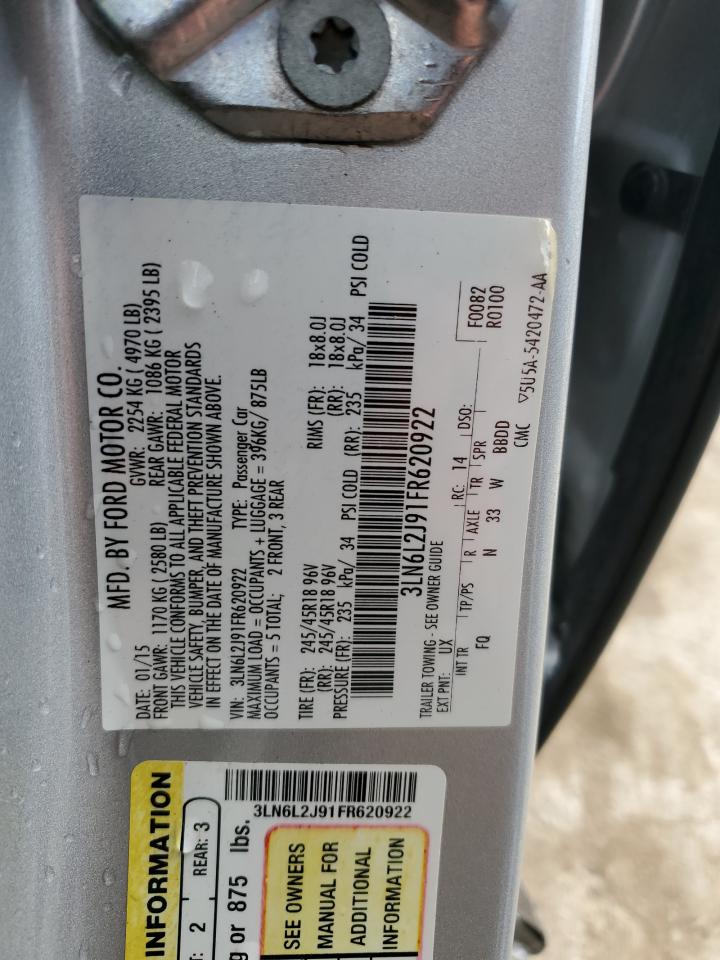 MFD. BY FORD MOTOR CO.
DATE: 01/15 GVWR: 2254 KG ( 4970 LB)
FRONT GAWR: 1170 KG ( 2580 LB) REAR GAWR: 1086 KG ( 2395 LB)
THIS VEHICLE CONFORMS TO ALL APPLICABLE FEDERAL MOTOR
VEHICLE SAFETY, BUMPER, AND THEFT PREVENTION STANDARDS
IN EFFECT ON THE DATE OF MANUFACTURE SHOWN ABOVE.
VIN: 3LN6L2J91FR620922 TYPE: Passenger Car
MAXIMUM LOAD = OCCUPANTS + LUGGAGE = 396KG/ 875LB
OCCUPANTS = 5 TOTAL; 2 FRONT, 3 REAR
TIRE (FR): 245/45R18 96V RIMS (FR): 18x8.0J
(RR): 245/45R18 96V (RR): 18x8.0J
PRESSURE (FR): 235 kPa/ 34 PSI COLD (RR): 235 kPa/ 34 PSI COLD
3LN6L2J91FR620922
TRAILER TOWING - SEE OWNER GUIDE
EXT PNT: UX RC: 14 DSO: F0082
R0100
INT TR TP/PS R AXLE TR SPR
FQ N 33 W BBDD
CMC ▽5U5A-5420472-AA
INFORMATION
2 REAR: 3
g or 875 lbs.
3LN6L2J91FR620922
SEE OWNERS
MANUAL FOR
ADDITIONAL
INFORMATION